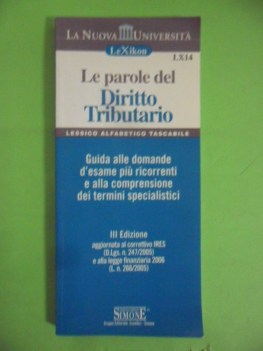 LA NUOVA UNIVERSITÀ
LeXikon
LX14
Le parole del
Diritto
Tributario
LESSICO ALFABETICO TASCABILE
Guida alle domande
d'esame più ricorrenti
e alla comprensione
dei termini specialistici
III Edizione
aggiornata al correttivo IRES
(D.Lgs. n. 247/2005)
e alla legge finanziaria 2006
(L. n. 266/2005)
EDIZIONI GIURIDICHE
SIMONE